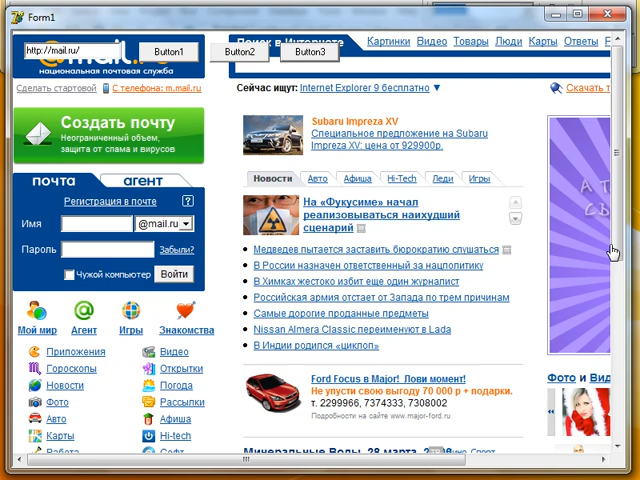 Form1
http://mail.ru/
Button1
Button2
Button3
национальная почтовая служба
Поиск в Интернете
Картинки Видео Товары Люди Карты Ответы
Сделать стартовой
С телефона: m.mail.ru
Сейчас ищут: Internet Explorer 9 бесплатно ▼
Скачать
Создать почту
Неограниченный объем,
защита от спама и вирусов
Subaru Impreza XV
Специальное предложение на Subaru
Impreza XV: цена от 929900р.
почта
агент
Новости Авто Афиша Hi-Tech Леди Игры
Регистрация в почте
?
Имя
@mail.ru
Пароль
Забыли?
Чужой компьютер
Войти
На «Фукусиме» начал
реализовываться наихудший
сценарий
Медведев пытается заставить бюрократию слушаться
В России назначен ответственный за нацполитику
В Химках жестоко избит еще один журналист
Российская армия отстает от Запада по трем причинам
Самые дорогие проданные предметы
Nissan Almera Classic переименуют в Lada
В Индии родился «циклоп»
Мой мир
Агент
Игры
Знакомства
Приложения
Видео
Гороскопы
Открытки
Новости
Погода
Фото
Рассылки
Авто
Афиша
Карты
Hi-tech
Работа
Софт
Ford Focus в Major! Лови момент!
Не упусти свою выгоду 70 000 р + подарки.
т. 2299966, 7374333, 7308002
Подробности на сайте www.major-ford.ru
Фото и Вид
Минеральные Воды, 28 марта,
Кино Спорт